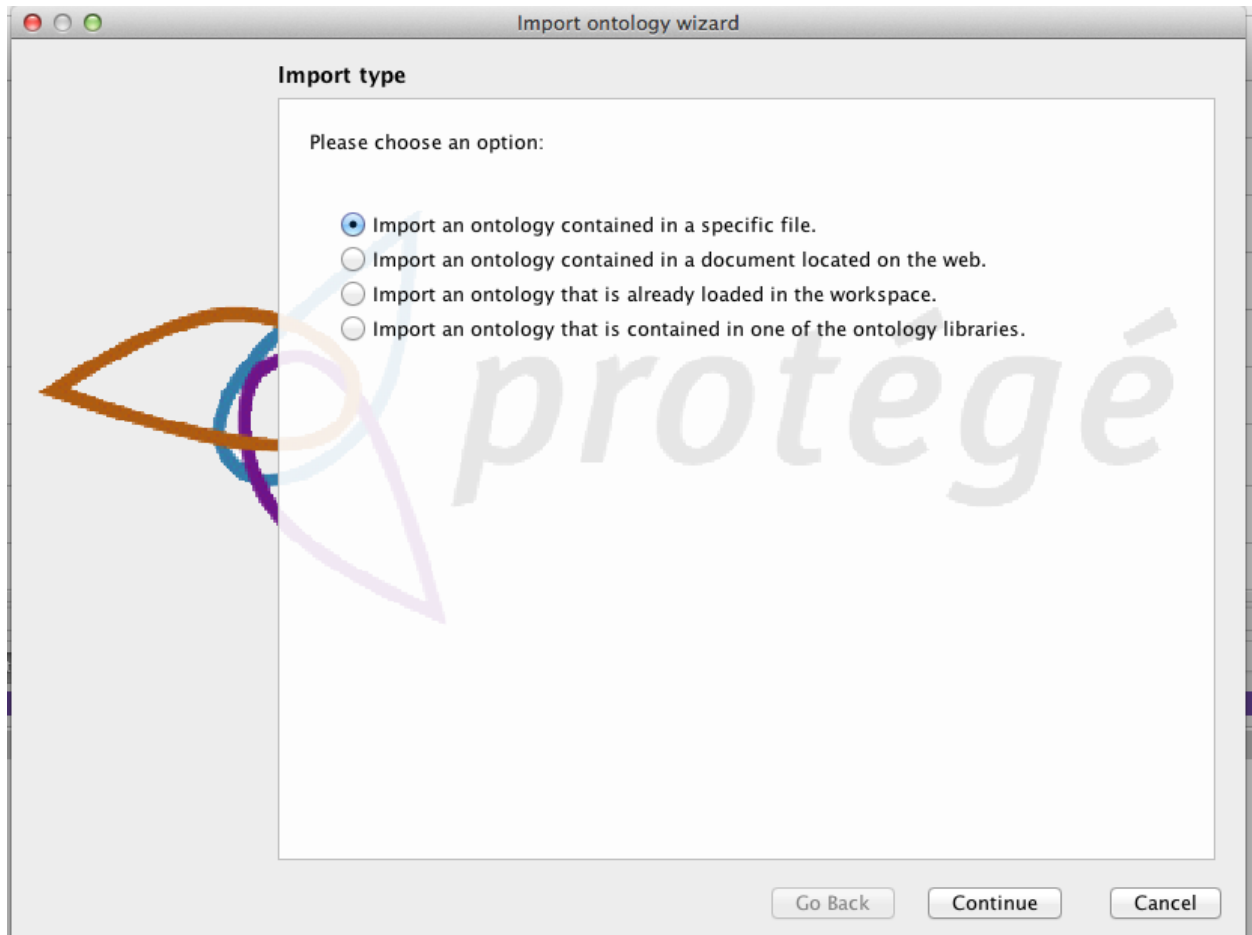 Import ontology wizard
Import type
Please choose an option:
Import an ontology contained in a specific file.
Import an ontology contained in a document located on the web.
Import an ontology that is already loaded in the workspace.
Import an ontology that is contained in one of the ontology libraries.
protégé
Go Back Continue Cancel